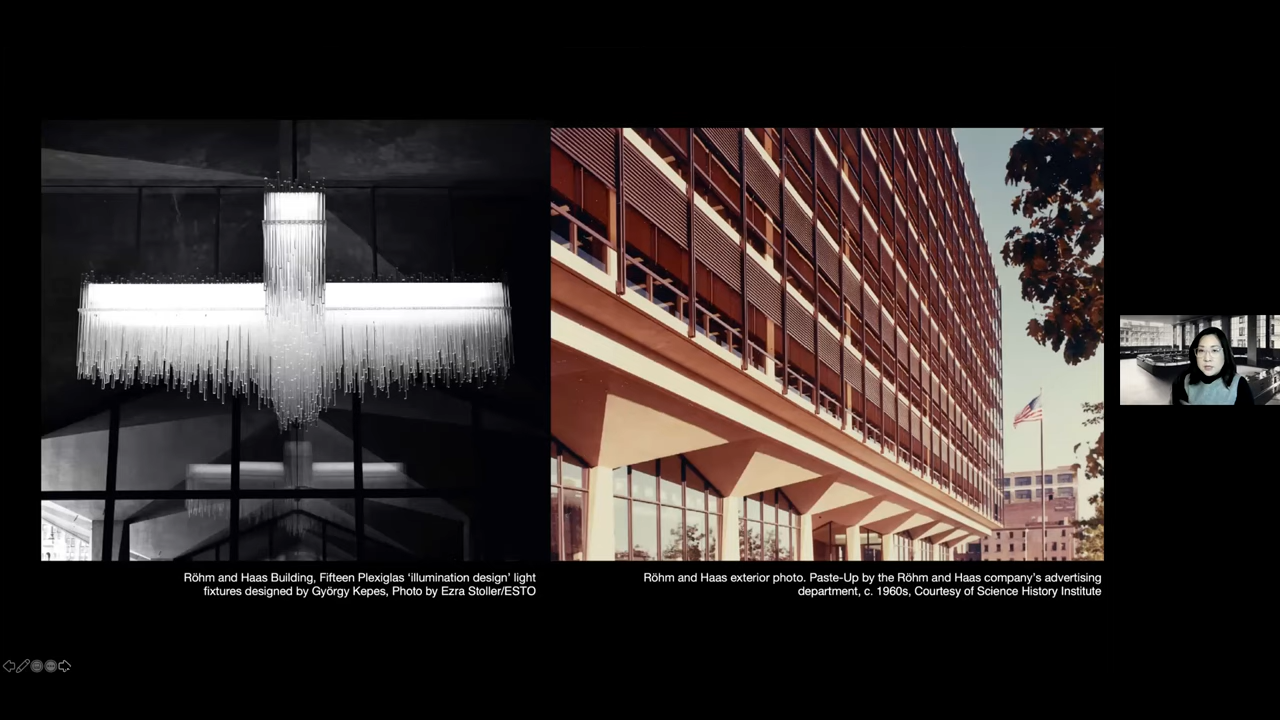 Röhm and Haas Building, Fifteen Plexiglas ‘illumination design’ light
fixtures designed by György Kepes, Photo by Ezra Stoller/ESTO
Röhm and Haas exterior photo. Paste-Up by the Röhm and Haas company’s advertising
department, c. 1960s, Courtesy of Science History Institute